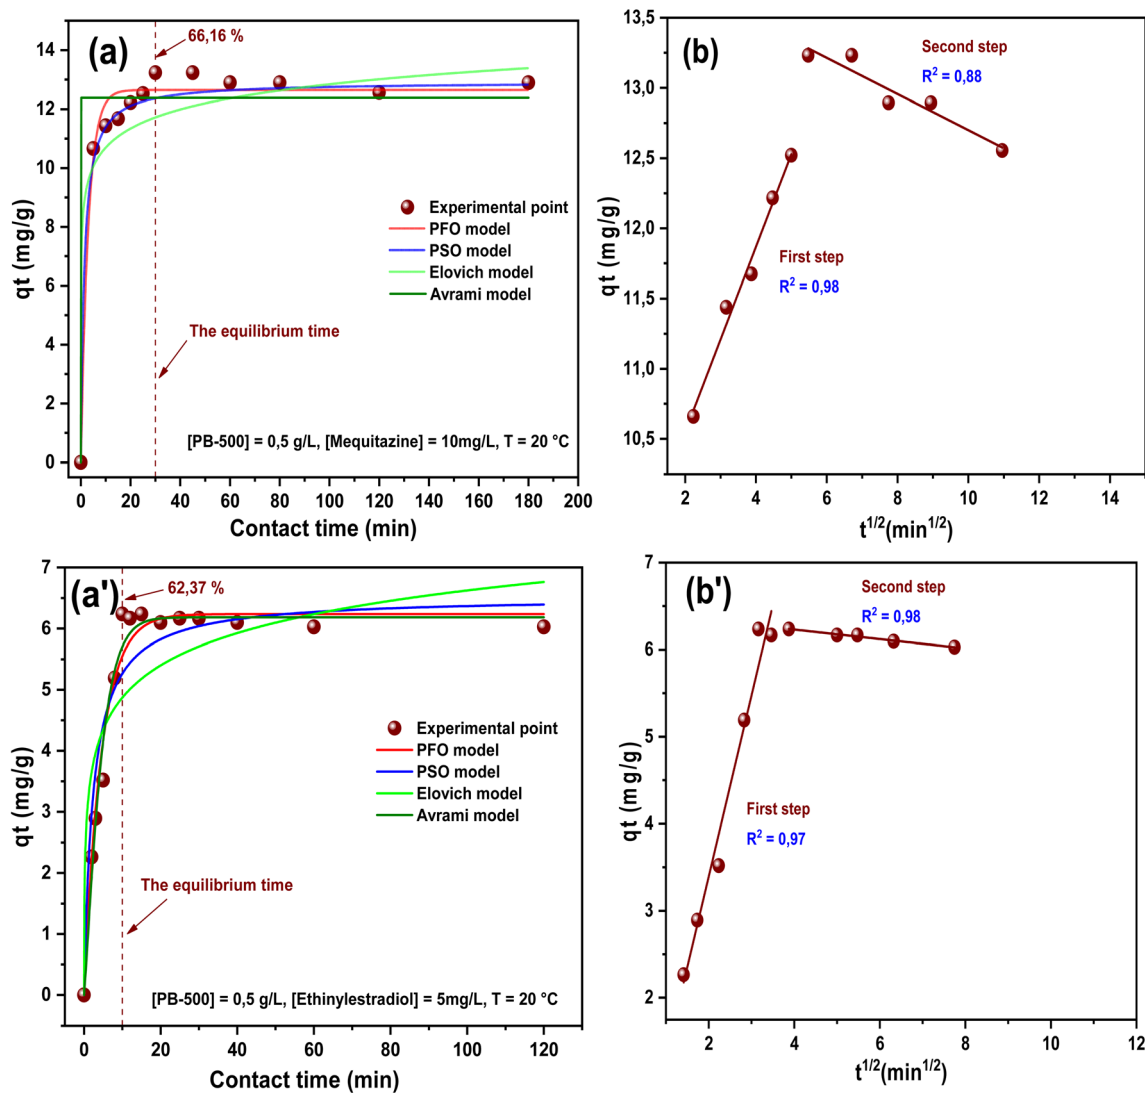 (a)
66,16 %
14
12
10
8
6
4
2
0
qt (mg/g)
Experimental point
PFO model
PSO model
Elovich model
Avrami model
The equilibrium time
[PB-500] = 0,5 g/L, [Mequitazine] = 10mg/L, T = 20 °C
0 20 40 60 80 100 120 140 160 180 200
Contact time (min)
(b)
Second step
R² = 0,88
First step
R² = 0,98
13,5
13,0
12,5
12,0
11,5
11,0
10,5
qt (mg/g)
2 4 6 8 10 12 14
t^1/2(min^1/2)
(a')
62,37 %
7
6
5
4
3
2
1
0
qt (mg/g)
Experimental point
PFO model
PSO model
Elovich model
Avrami model
The equilibrium time
[PB-500] = 0,5 g/L, [Ethinylestradiol] = 5mg/L, T = 20 °C
0 20 40 60 80 100 120
Contact time (min)
(b')
Second step
R² = 0,98
First step
R² = 0,97
7
6
5
4
3
2
qt (mg/g)
2 4 6 8 10 12
t^1/2(min^1/2)